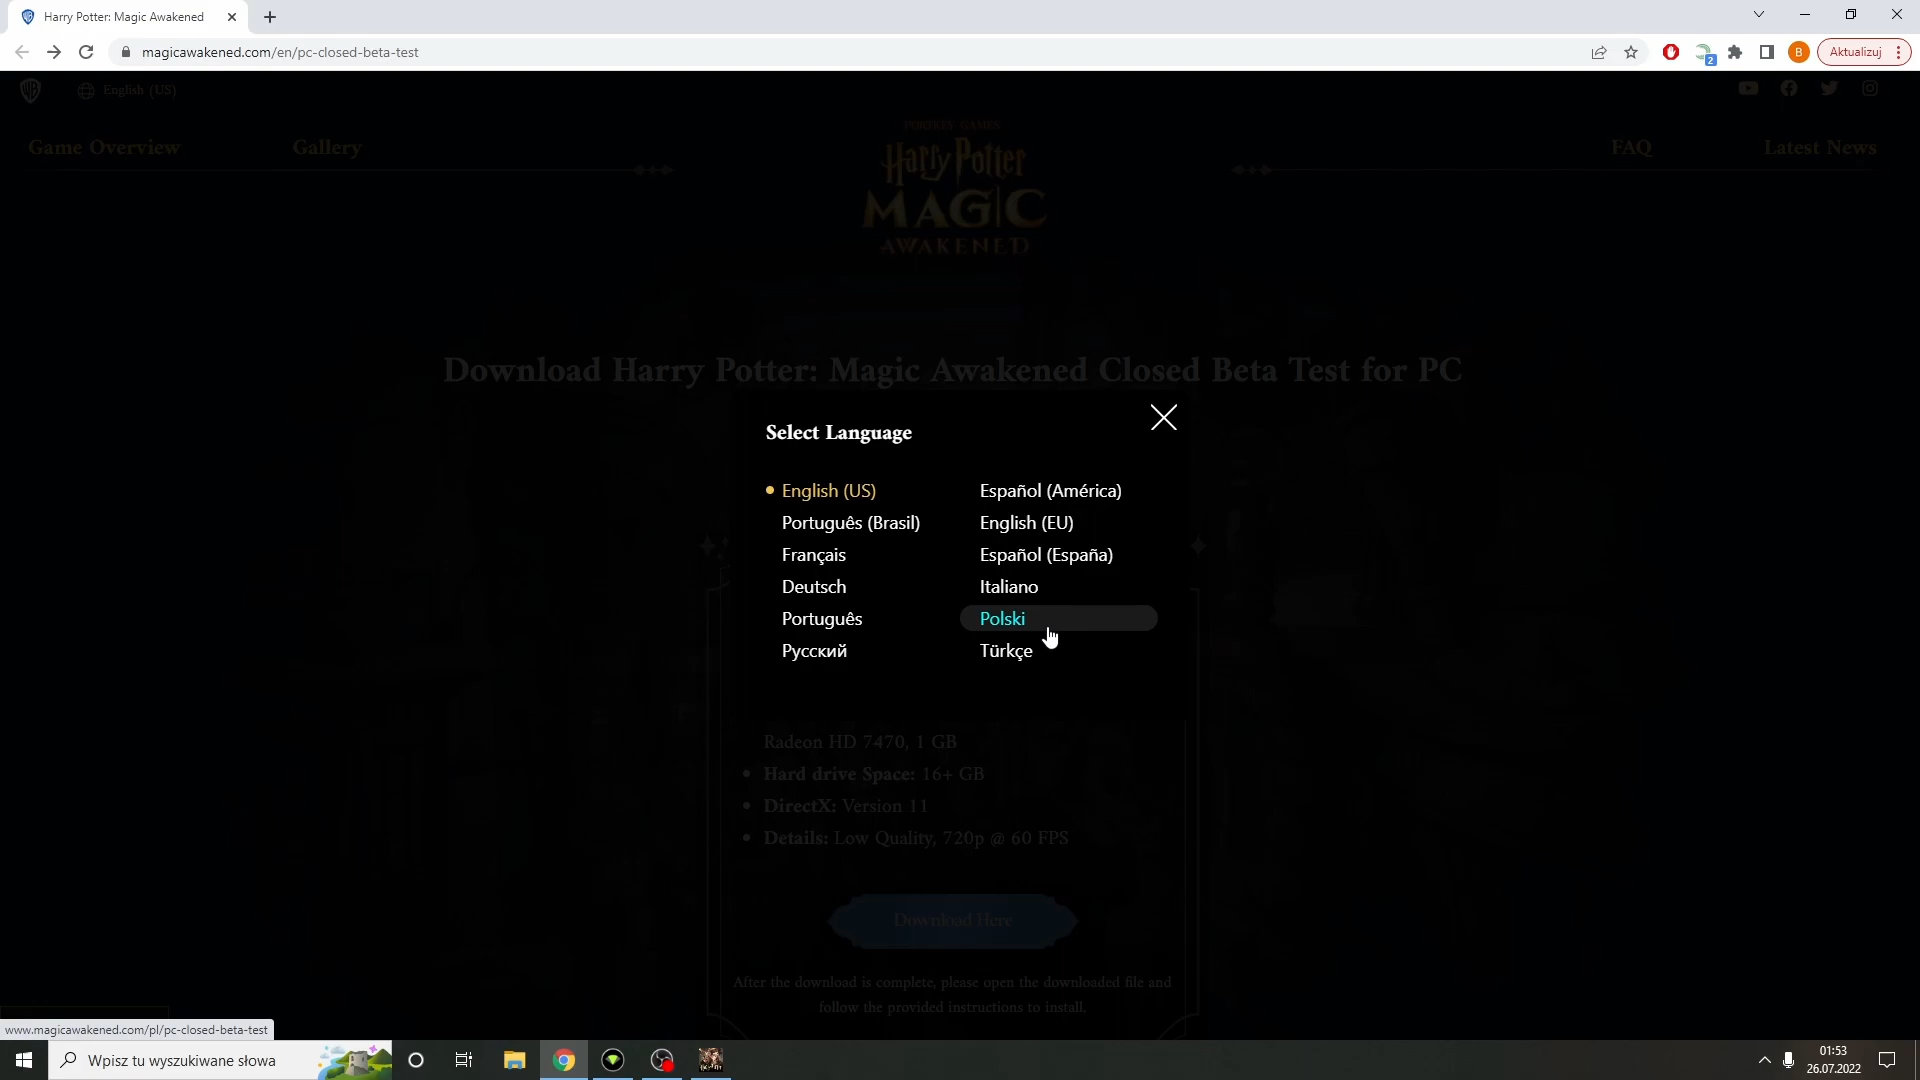 Harry Potter: Magic Awakened
magicawakened.com/en/pc-closed-beta-test
2
B
Aktualizuj
English (US)
Game Overview
Gallery
PORTKEY GAMES
Harry Potter
MAGIC
AWAKENED
FAQ
Latest News
Download Harry Potter: Magic Awakened Closed Beta Test for PC
Select Language
English (US)
Español (América)
Português (Brasil)
English (EU)
Français
Español (España)
Deutsch
Italiano
Português
Polski
Русский
Türkçe
Radeon HD 7470, 1 GB
Hard drive Space: 16+ GB
DirectX: Version 11
Details: Low Quality, 720p @ 60 FPS
Download Here
After the download is complete, please open the downloaded file and
follow the provided instructions to install.
www.magicawakened.com/pl/pc-closed-beta-test
Wpisz tu wyszukiwane słowa
01:53
26.07.2022